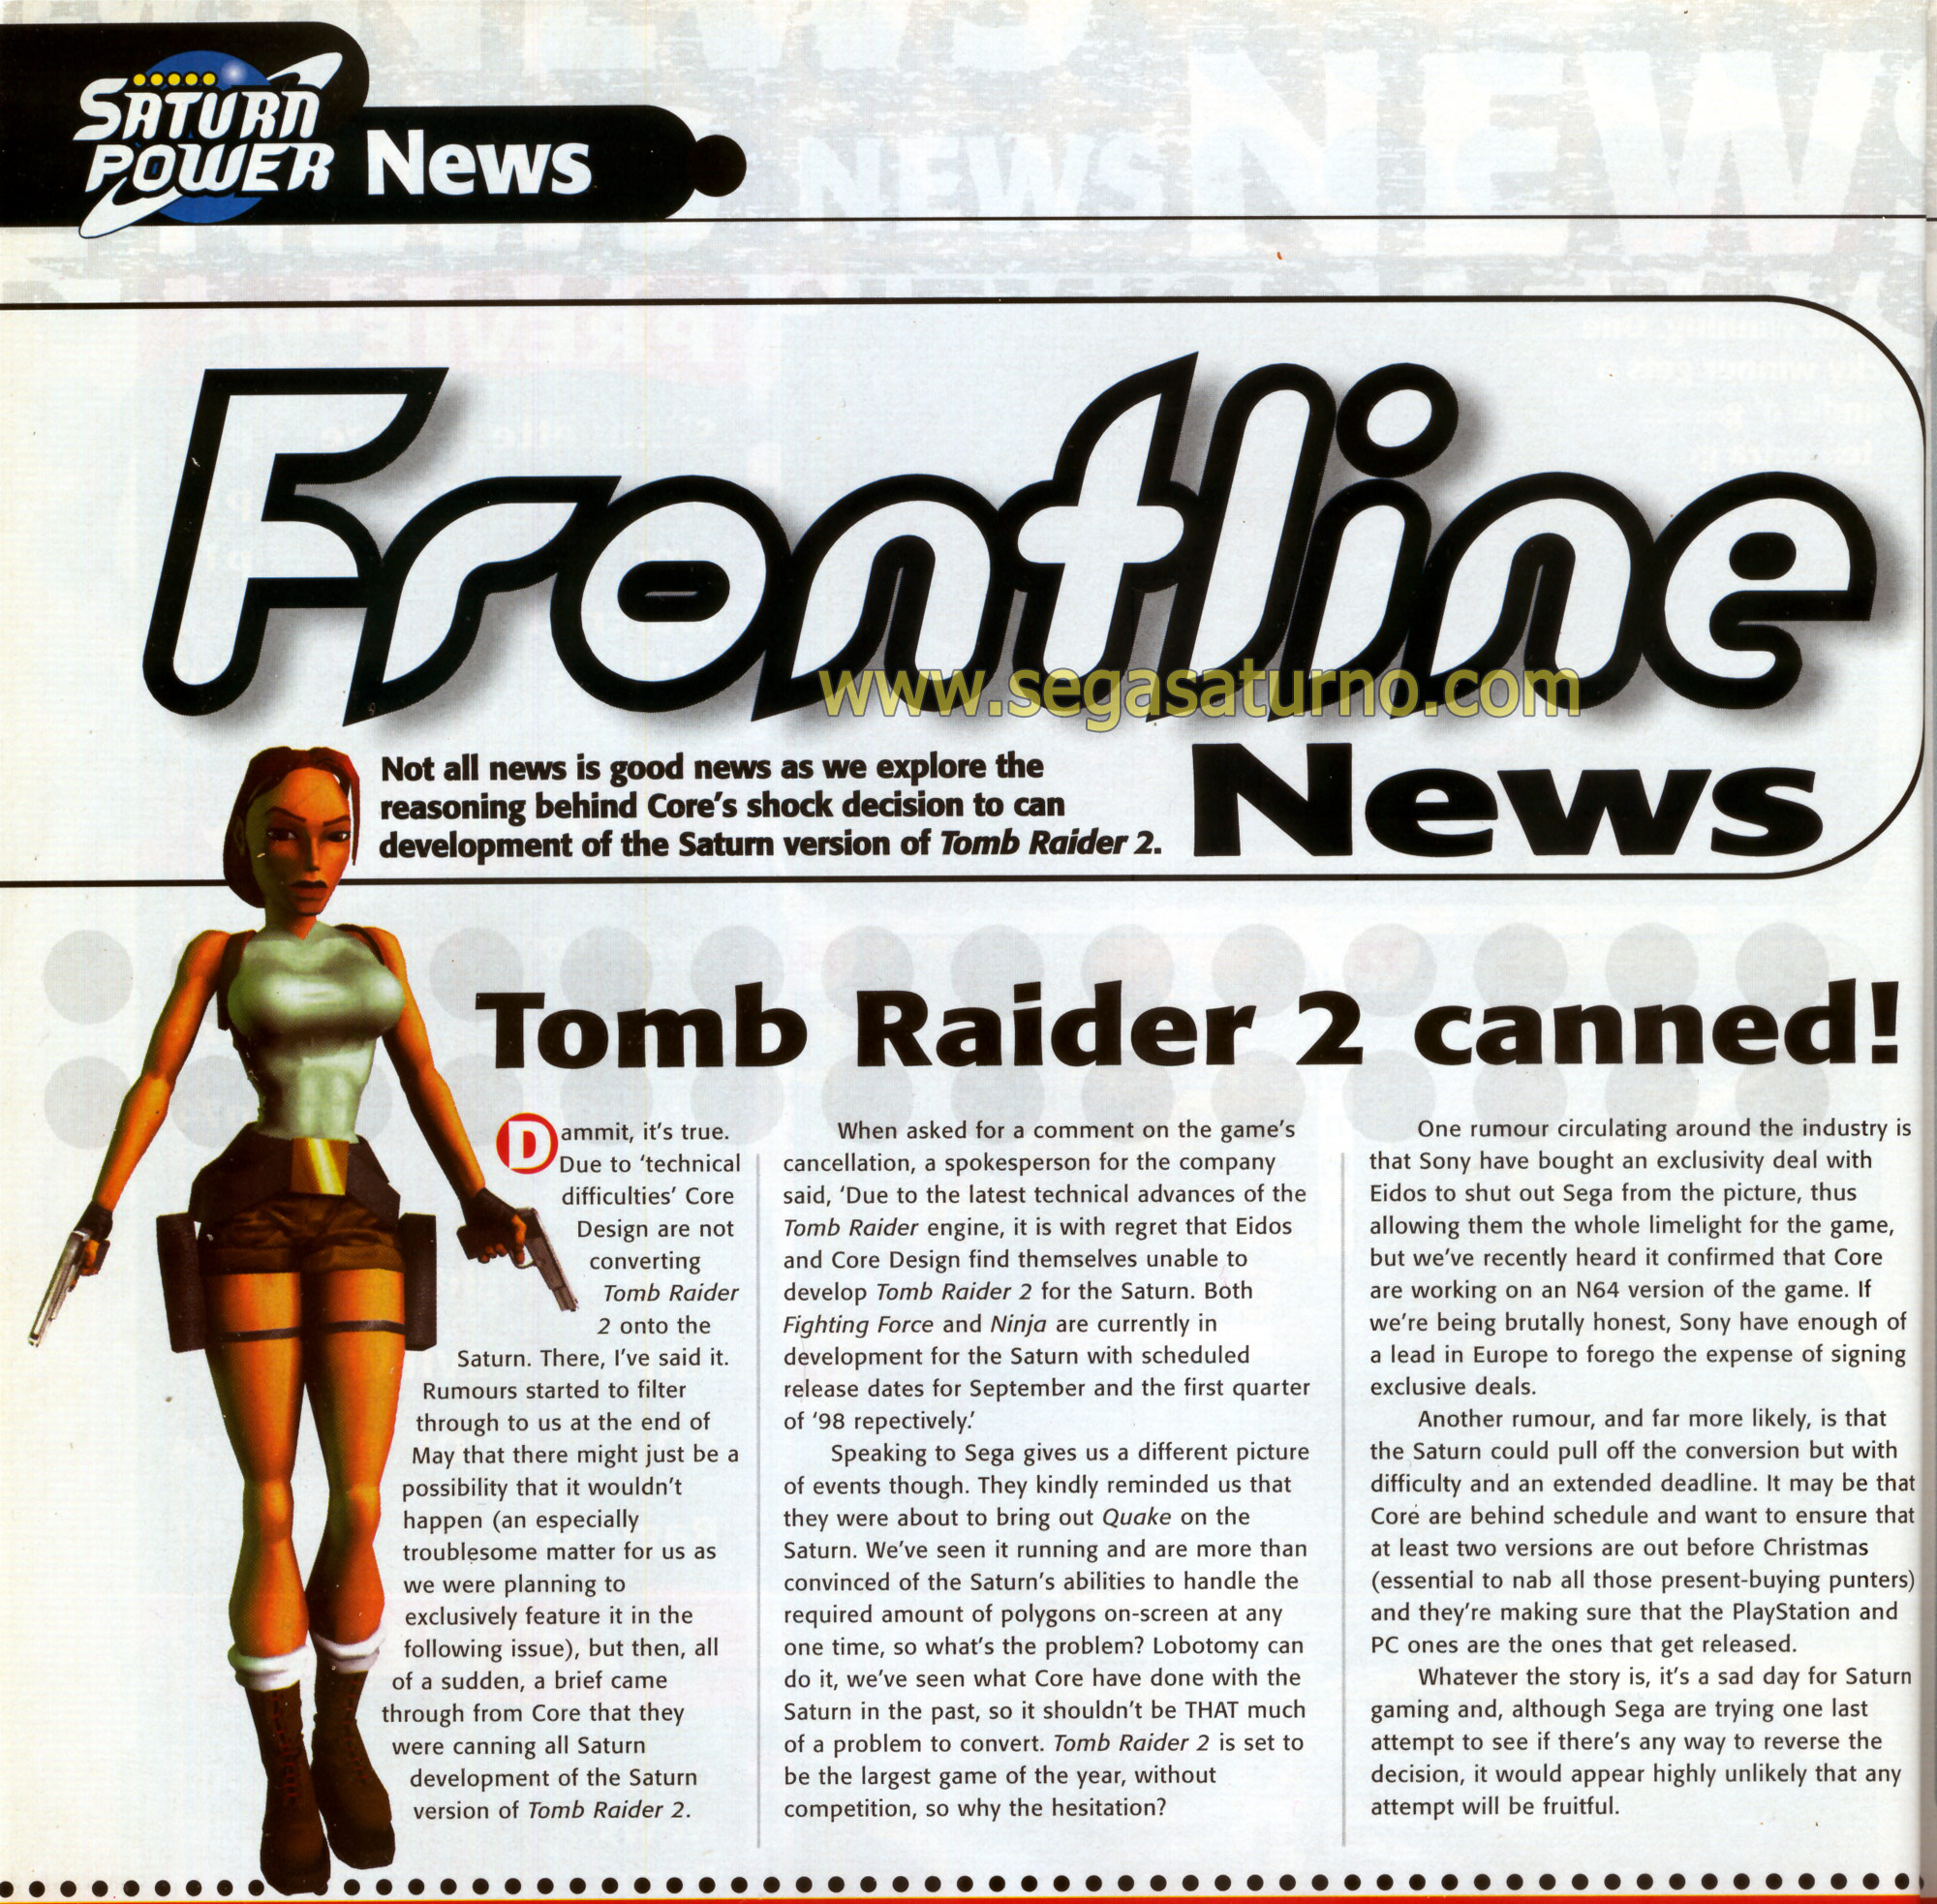 SATURN
POWER
News
NEWS
NEWS
Frontline
www.segasaturno.com
News
Not all news is good news as we explore the
reasoning behind Core's shock decision to can
development of the Saturn version of Tomb Raider 2.
Tomb Raider 2 canned!
Dammit, it's true.
Due to 'technical
difficulties' Core
Design are not
converting
Tomb Raider
2 onto the
Saturn. There, I've said it.
Rumours started to filter
through to us at the end of
May that there might just be a
possibility that it wouldn't
happen (an especially
troublesome matter for us as
we were planning to
exclusively feature it in the
following issue), but then, all
of a sudden, a brief came
through from Core that they
were canning all Saturn
development of the Saturn
version of Tomb Raider 2.
When asked for a comment on the game's
cancellation, a spokesperson for the company
said, 'Due to the latest technical advances of the
Tomb Raider engine, it is with regret that Eidos
and Core Design find themselves unable to
develop Tomb Raider 2 for the Saturn. Both
Fighting Force and Ninja are currently in
development for the Saturn with scheduled
release dates for September and the first quarter
of '98 repectively.'
Speaking to Sega gives us a different picture
of events though. They kindly reminded us that
they were about to bring out Quake on the
Saturn. We've seen it running and are more than
convinced of the Saturn's abilities to handle the
required amount of polygons on-screen at any
one time, so what's the problem? Lobotomy can
do it, we've seen what Core have done with the
Saturn in the past, so it shouldn't be THAT much
of a problem to convert. Tomb Raider 2 is set to
be the largest game of the year, without
competition, so why the hesitation?
One rumour circulating around the industry is
that Sony have bought an exclusivity deal with
Eidos to shut out Sega from the picture, thus
allowing them the whole limelight for the game,
but we've recently heard it confirmed that Core
are working on an N64 version of the game. If
we're being brutally honest, Sony have enough of
a lead in Europe to forego the expense of signing
exclusive deals.
Another rumour, and far more likely, is that
the Saturn could pull off the conversion but with
difficulty and an extended deadline. It may be that
Core are behind schedule and want to ensure that
at least two versions are out before Christmas
(essential to nab all those present-buying punters)
and they're making sure that the PlayStation and
PC ones are the ones that get released.
Whatever the story is, it's a sad day for Saturn
gaming and, although Sega are trying one last
attempt to see if there's any way to reverse the
decision, it would appear highly unlikely that any
attempt will be fruitful.